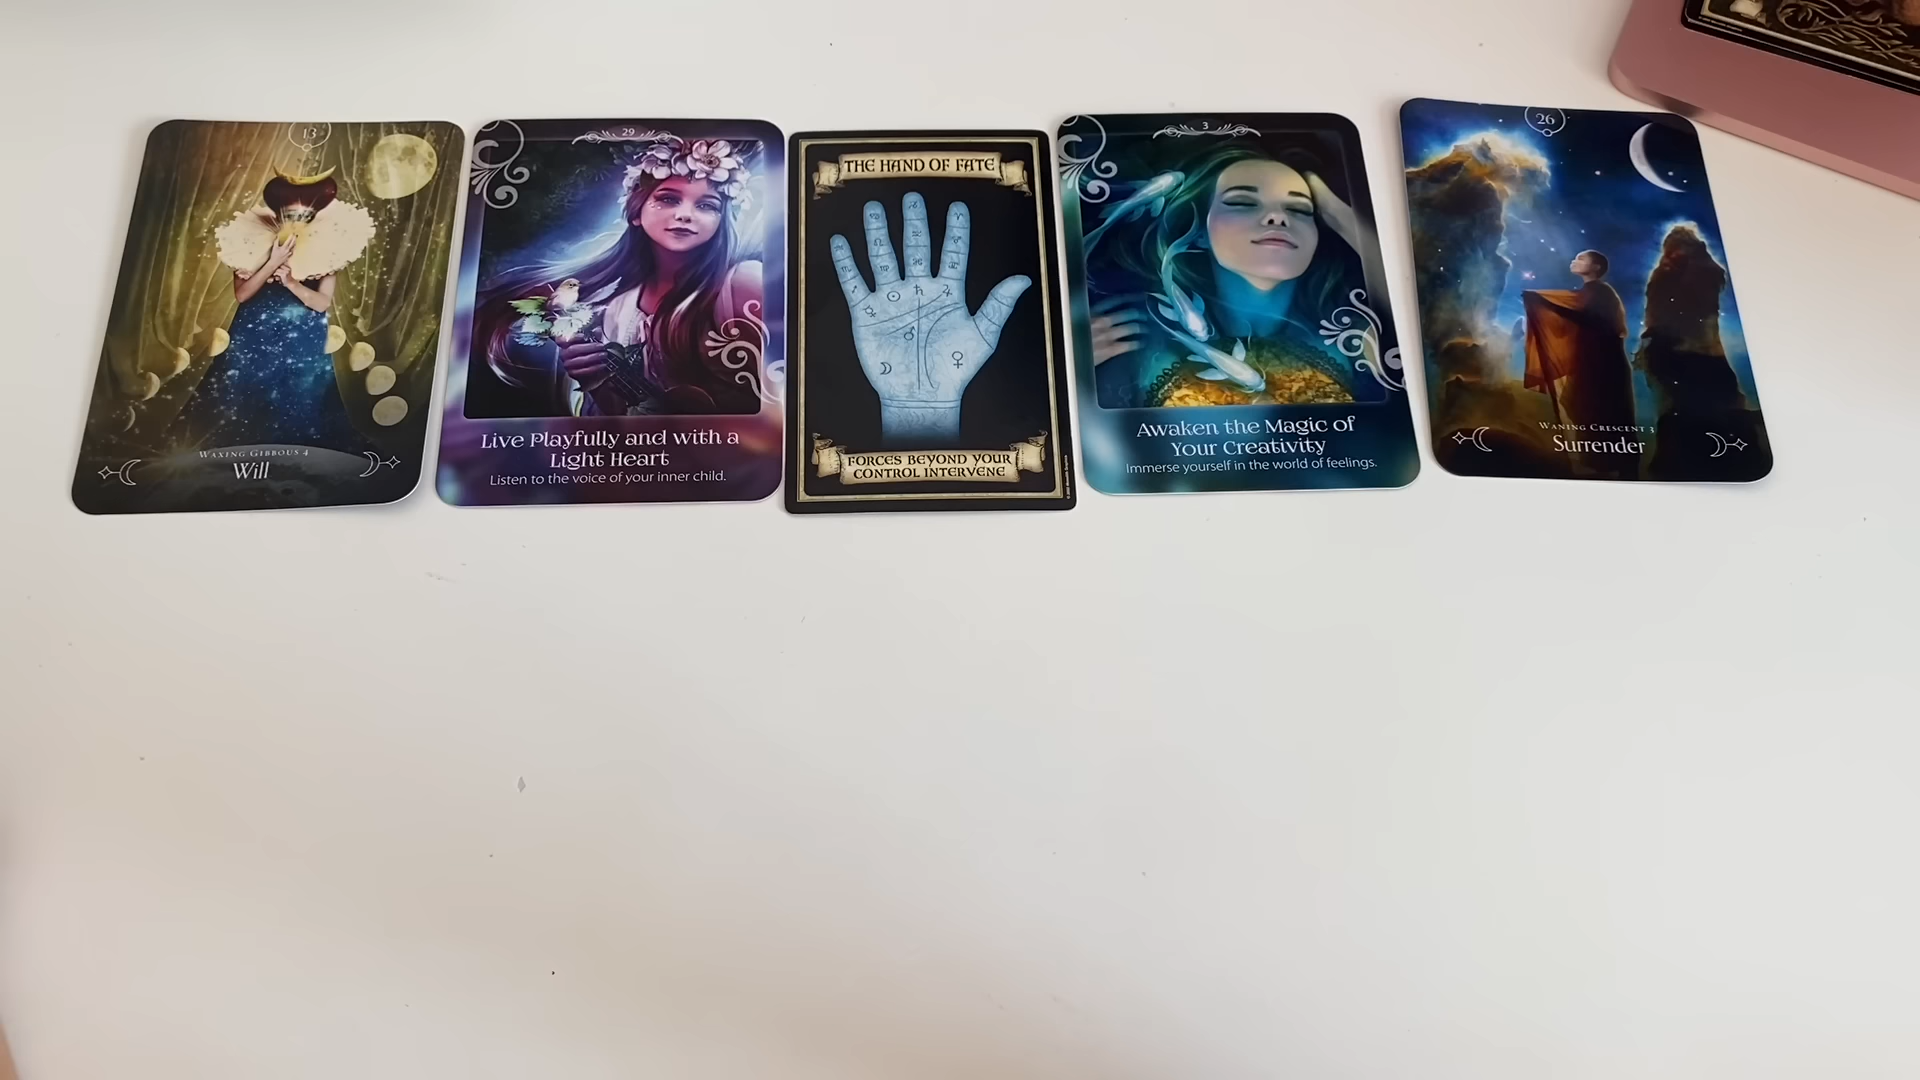 13
WAXING GIBBOUS 4
Will
29
Live Playfully and with a
Light Heart
Listen to the voice of your inner child.
THE HAND OF FATE
FORCES BEYOND YOUR
CONTROL INTERVENE
3
Awaken the Magic of
Your Creativity
Immerse yourself in the world of feelings.
26
WANING CRESCENT 3
Surrender